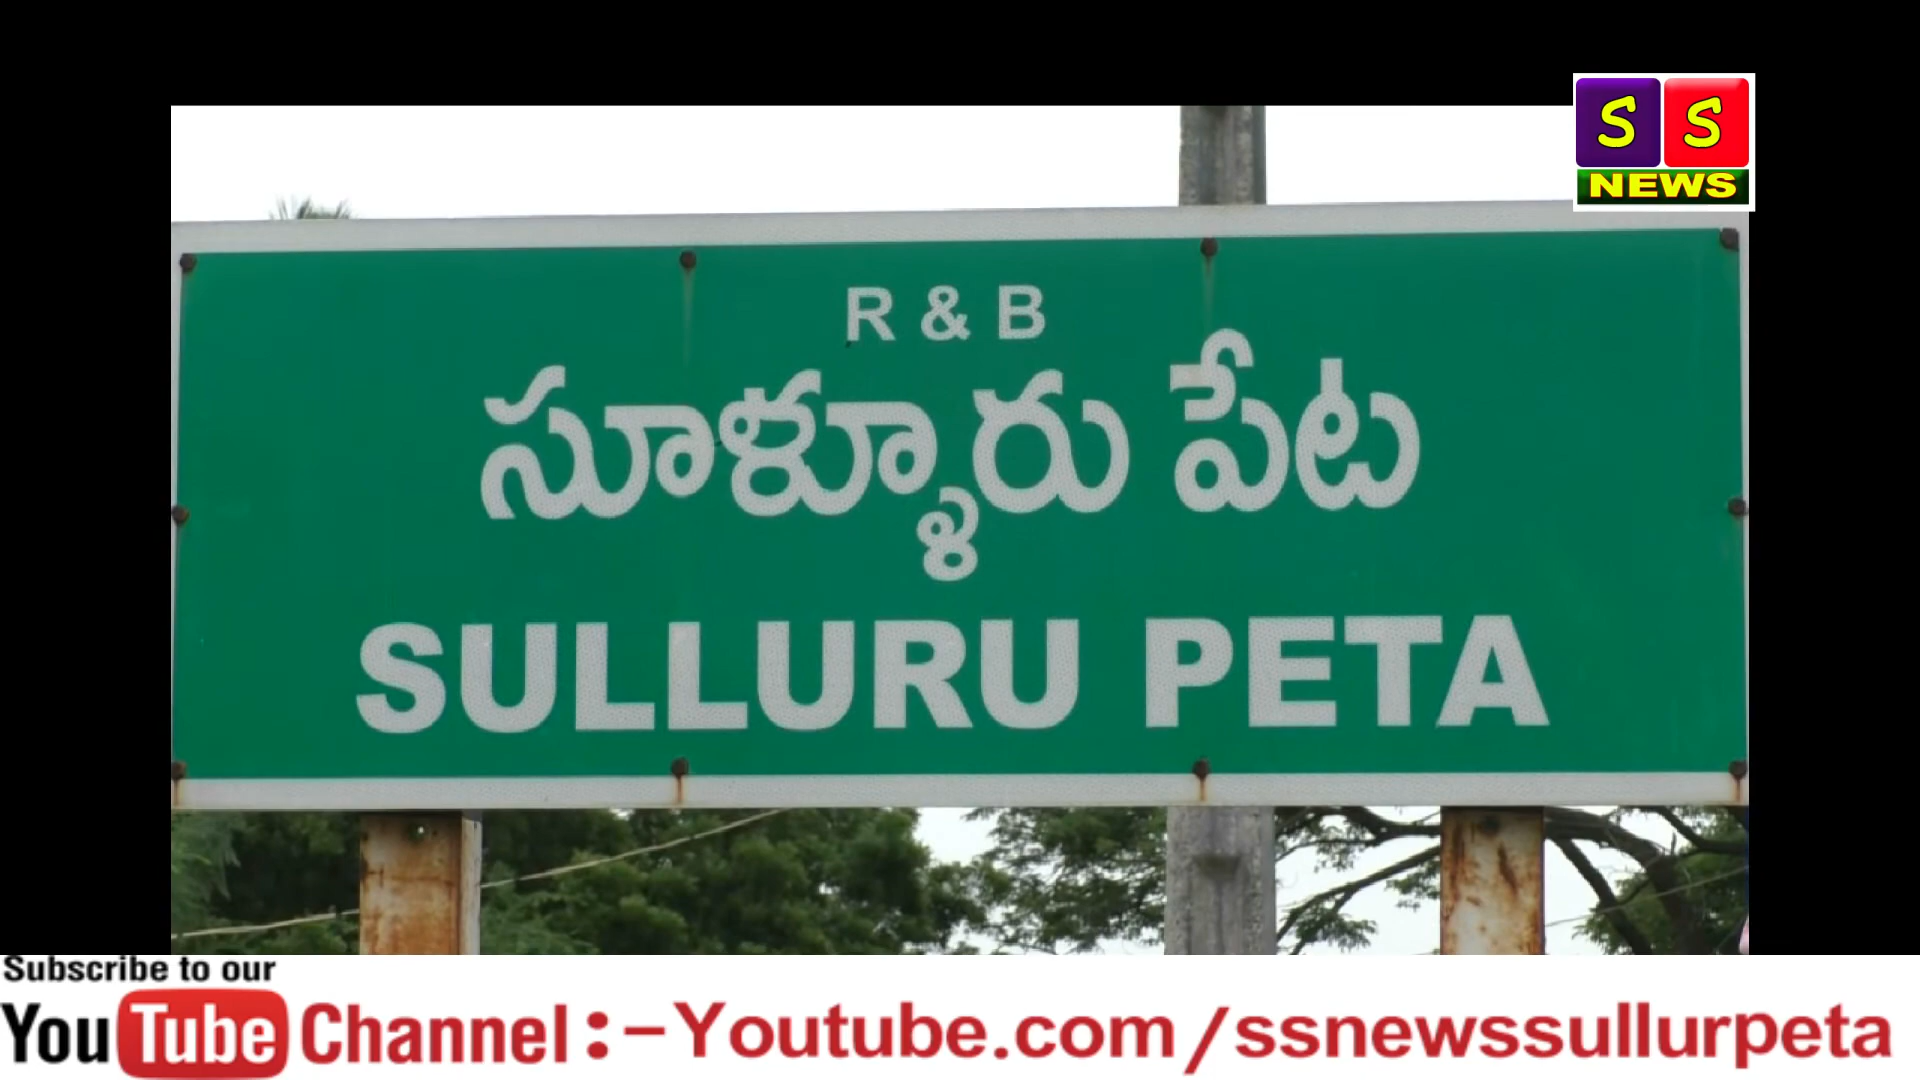 S S
NEWS
R & B
సూళ్ళూరు పేట
SULLURU PETA
Subscribe to our
YouTube Channel :-Youtube.com/ssnewssullurpeta